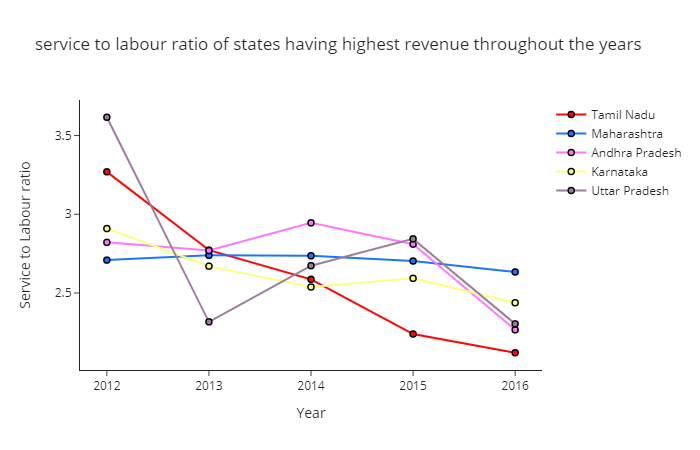 service to labour ratio of states having highest revenue throughout the years
Tamil Nadu
Maharashtra
Andhra Pradesh
Karnataka
Uttar Pradesh
3.5
3
2.5
Service to Labour ratio
2012 2013 2014 2015 2016
Year